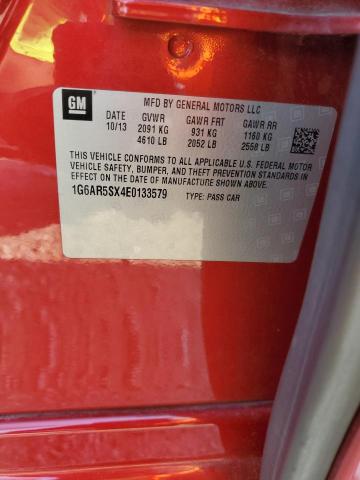 GM
MFD BY GENERAL MOTORS LLC
DATE GVWR GAWR FRT GAWR RR
10/13 2091 KG 931 KG 1160 KG
4610 LB 2052 LB 2558 LB
THIS VEHICLE CONFORMS TO ALL APPLICABLE U.S. FEDERAL MOTOR
VEHICLE SAFETY, BUMPER, AND THEFT PREVENTION STANDARDS IN
EFFECT ON THE DATE OF MANUFACTURE SHOWN ABOVE.
1G6AR5SX4E0133579 TYPE: PASS CAR